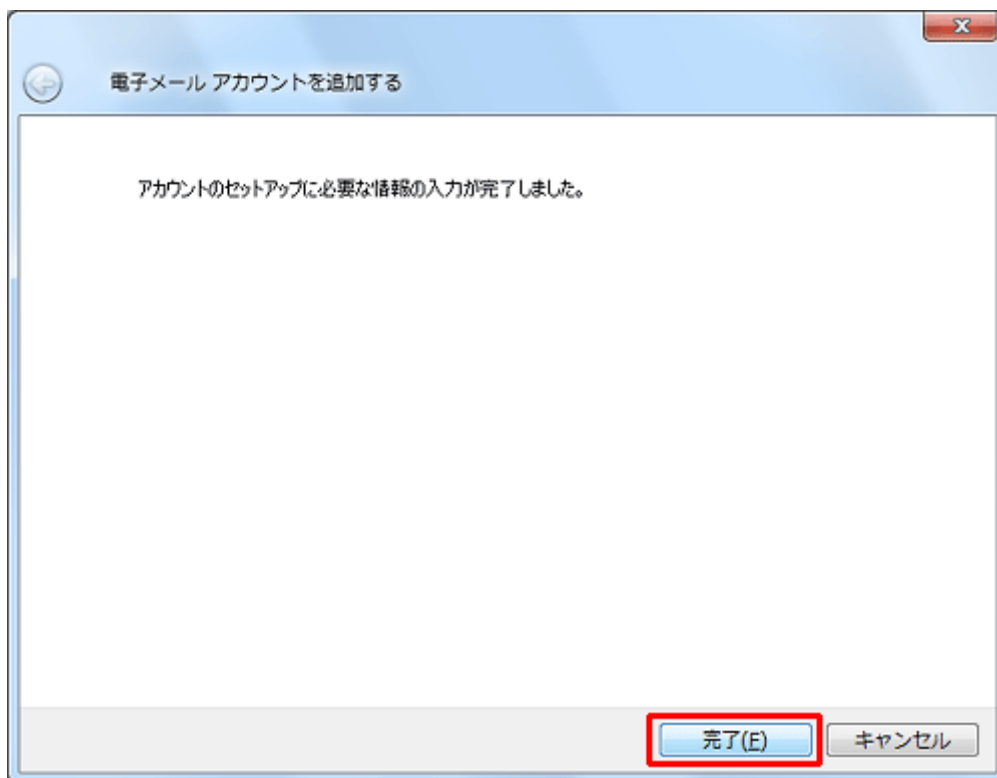 電子メール アカウントを追加する
アカウントのセットアップに必要な情報の入力が完了しました。
完了(F)
キャンセル